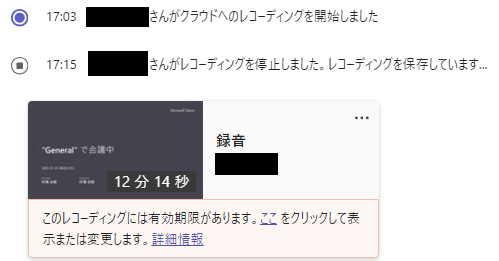 17:03 さんがクラウドへのレコーディングを開始しました
17:15 さんがレコーディングを停止しました。レコーディングを保存しています...
"General" で会議中
12 分 14 秒
録音
このレコーディングには有効期限があります。ここ をクリックして表
示または変更します。詳細情報